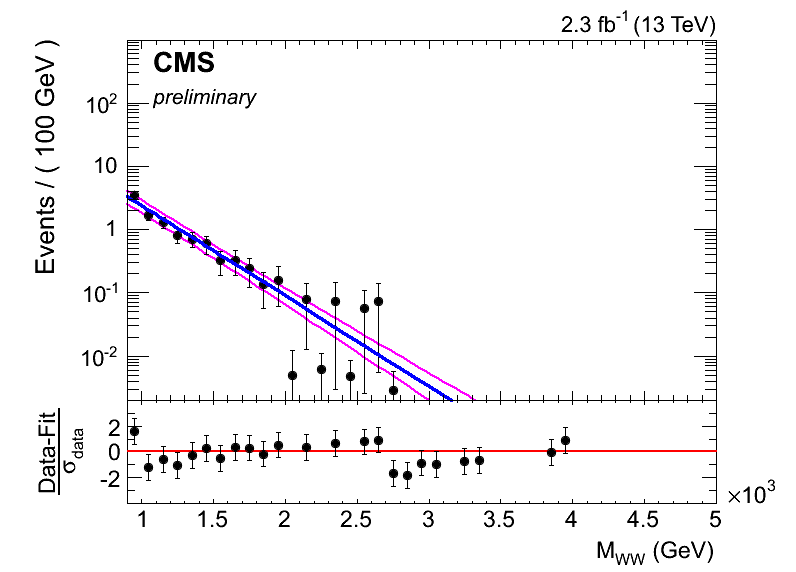 2.3 fb⁻¹ (13 TeV)
CMS
preliminary
Events / ( 100 GeV )
10²
10
1
10⁻¹
10⁻²
Data-Fit
σdata
2
0
-2
×10³
1 1.5 2 2.5 3 3.5 4 4.5 5
M_WW (GeV)